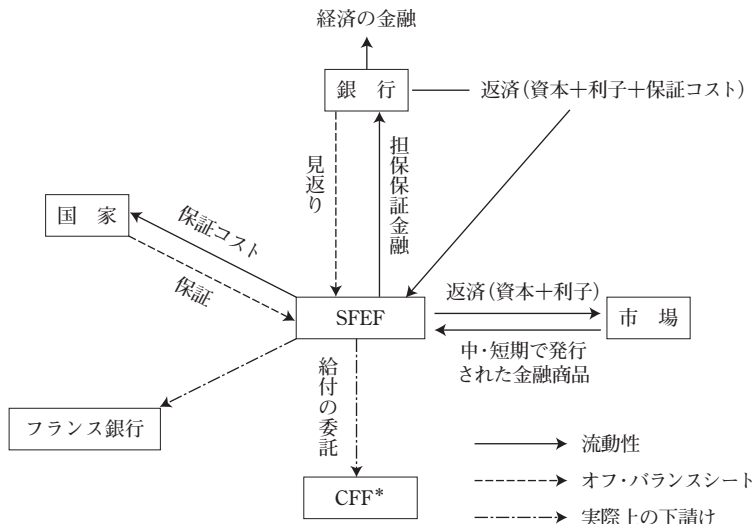 経済の金融
銀 行
返済(資本+利子+保証コスト)
見返り
担保保証金融
国 家
保証コスト
保証
SFEF
返済(資本+利子)
市 場
中・短期で発行
された金融商品
給付の委託
フランス銀行
CFF*
流動性
オフ・バランスシート
実際上の下請け